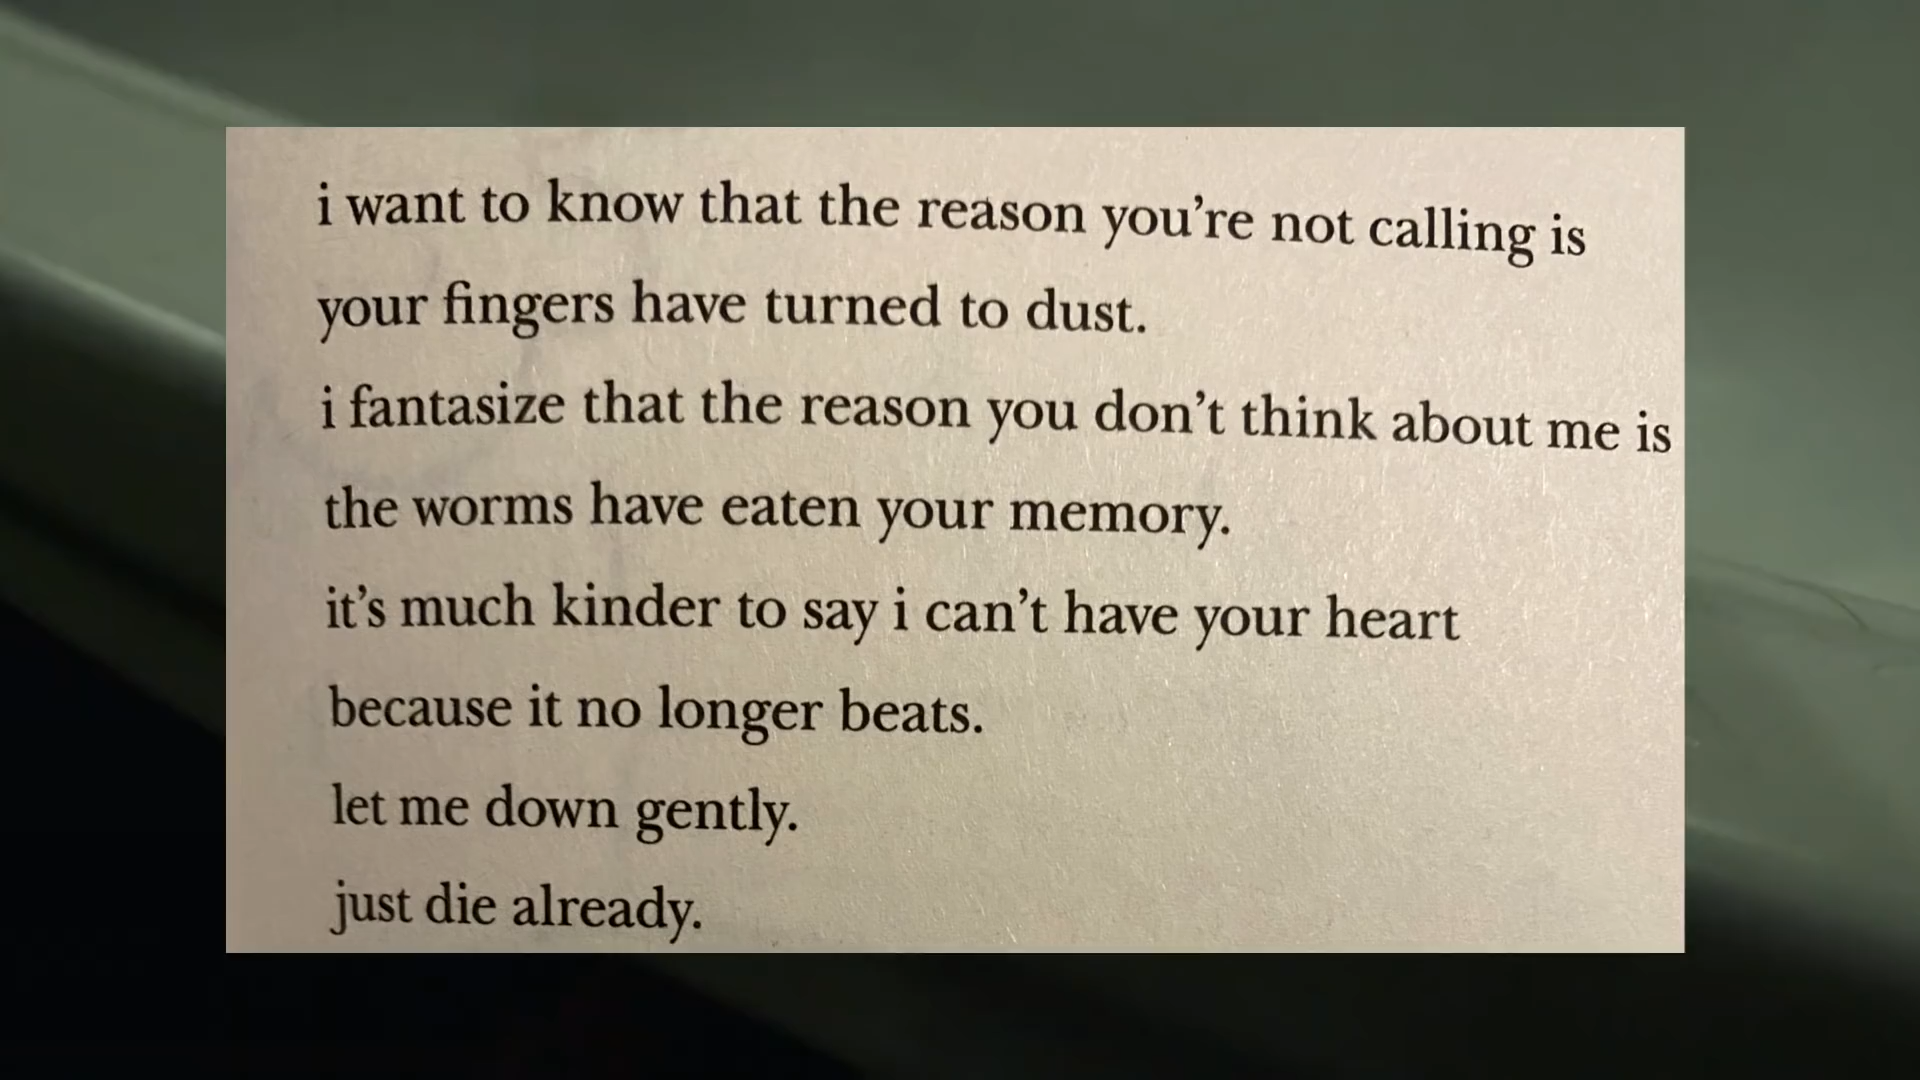 i want to know that the reason you're not calling is
your fingers have turned to dust.
i fantasize that the reason you don't think about me is
the worms have eaten your memory.
it's much kinder to say i can't have your heart
because it no longer beats.
let me down gently.
just die already.